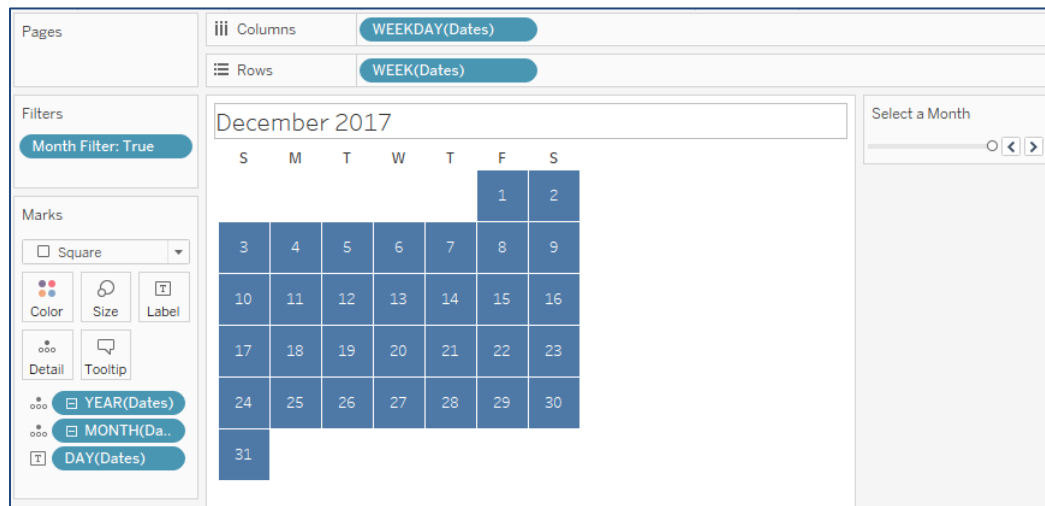 Pages
Columns WEEKDAY(Dates)
Rows WEEK(Dates)
Filters
Month Filter: True
Marks
Square
Color Size Label
T
Detail Tooltip
YEAR(Dates)
MONTH(Da..
T DAY(Dates)
December 2017
S M T W T F S
1 2
3 4 5 6 7 8 9
10 11 12 13 14 15 16
17 18 19 20 21 22 23
24 25 26 27 28 29 30
31
Select a Month